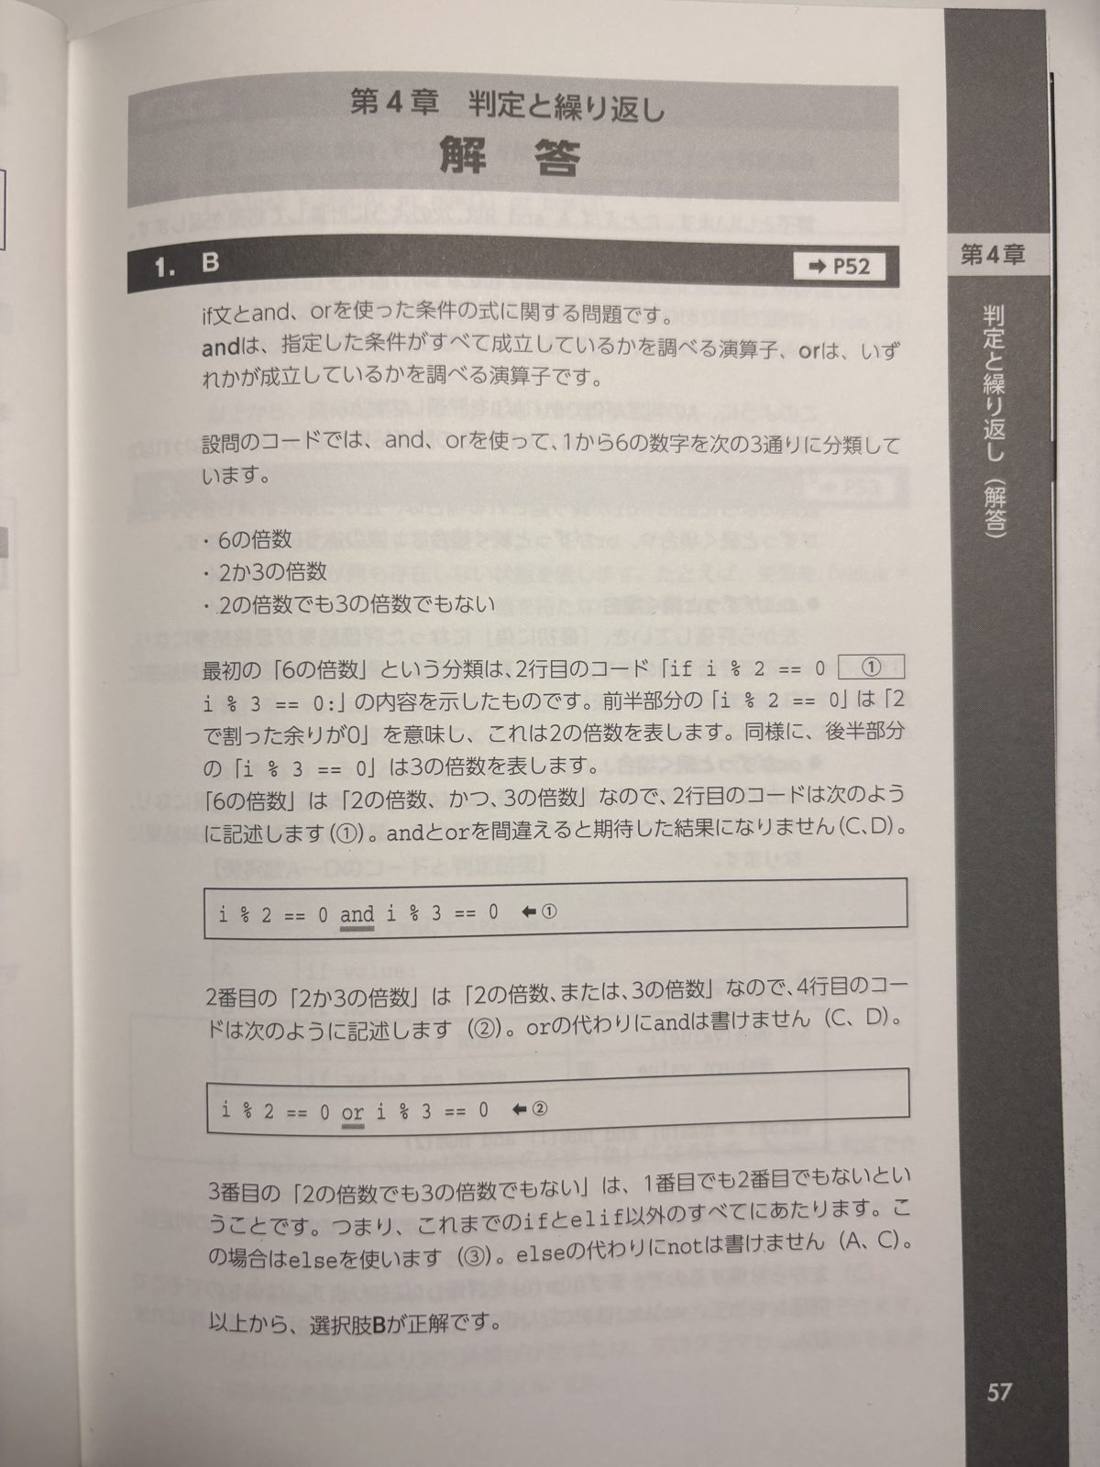 第4章 判定と繰り返し
解 答
1. B
➡ P52
if文とand、orを使った条件の式に関する問題です。
andは、指定した条件がすべて成立しているかを調べる演算子、orは、いず
れかが成立しているかを調べる演算子です。
設問のコードでは、and、orを使って、1から6の数字を次の3通りに分類して
います。
・6の倍数
・2か3の倍数
・2の倍数でも3の倍数でもない
最初の「6の倍数」という分類は、2行目のコード「if i % 2 == 0 ①
i % 3 == 0:」の内容を示したものです。前半部分の「i % 2 == 0」は「2
で割った余りが0」を意味し、これは2の倍数を表します。同様に、後半部分
の「i % 3 == 0」は3の倍数を表します。
「6の倍数」は「2の倍数、かつ、3の倍数」なので、2行目のコードは次のよう
に記述します(①)。andとorを間違えると期待した結果になりません(C、D)。
i % 2 == 0 and i % 3 == 0 ⬅①
2番目の「2か3の倍数」は「2の倍数、または、3の倍数」なので、4行目のコー
ドは次のように記述します(②)。orの代わりにandは書けません(C、D)。
i % 2 == 0 or i % 3 == 0 ⬅②
3番目の「2の倍数でも3の倍数でもない」は、1番目でも2番目でもないとい
うことです。つまり、これまでのifとelif以外のすべてにあたります。こ
の場合はelseを使います(③)。elseの代わりにnotは書けません(A、C)。
以上から、選択肢Bが正解です。
第4章
判定と繰り返し(解答)
57